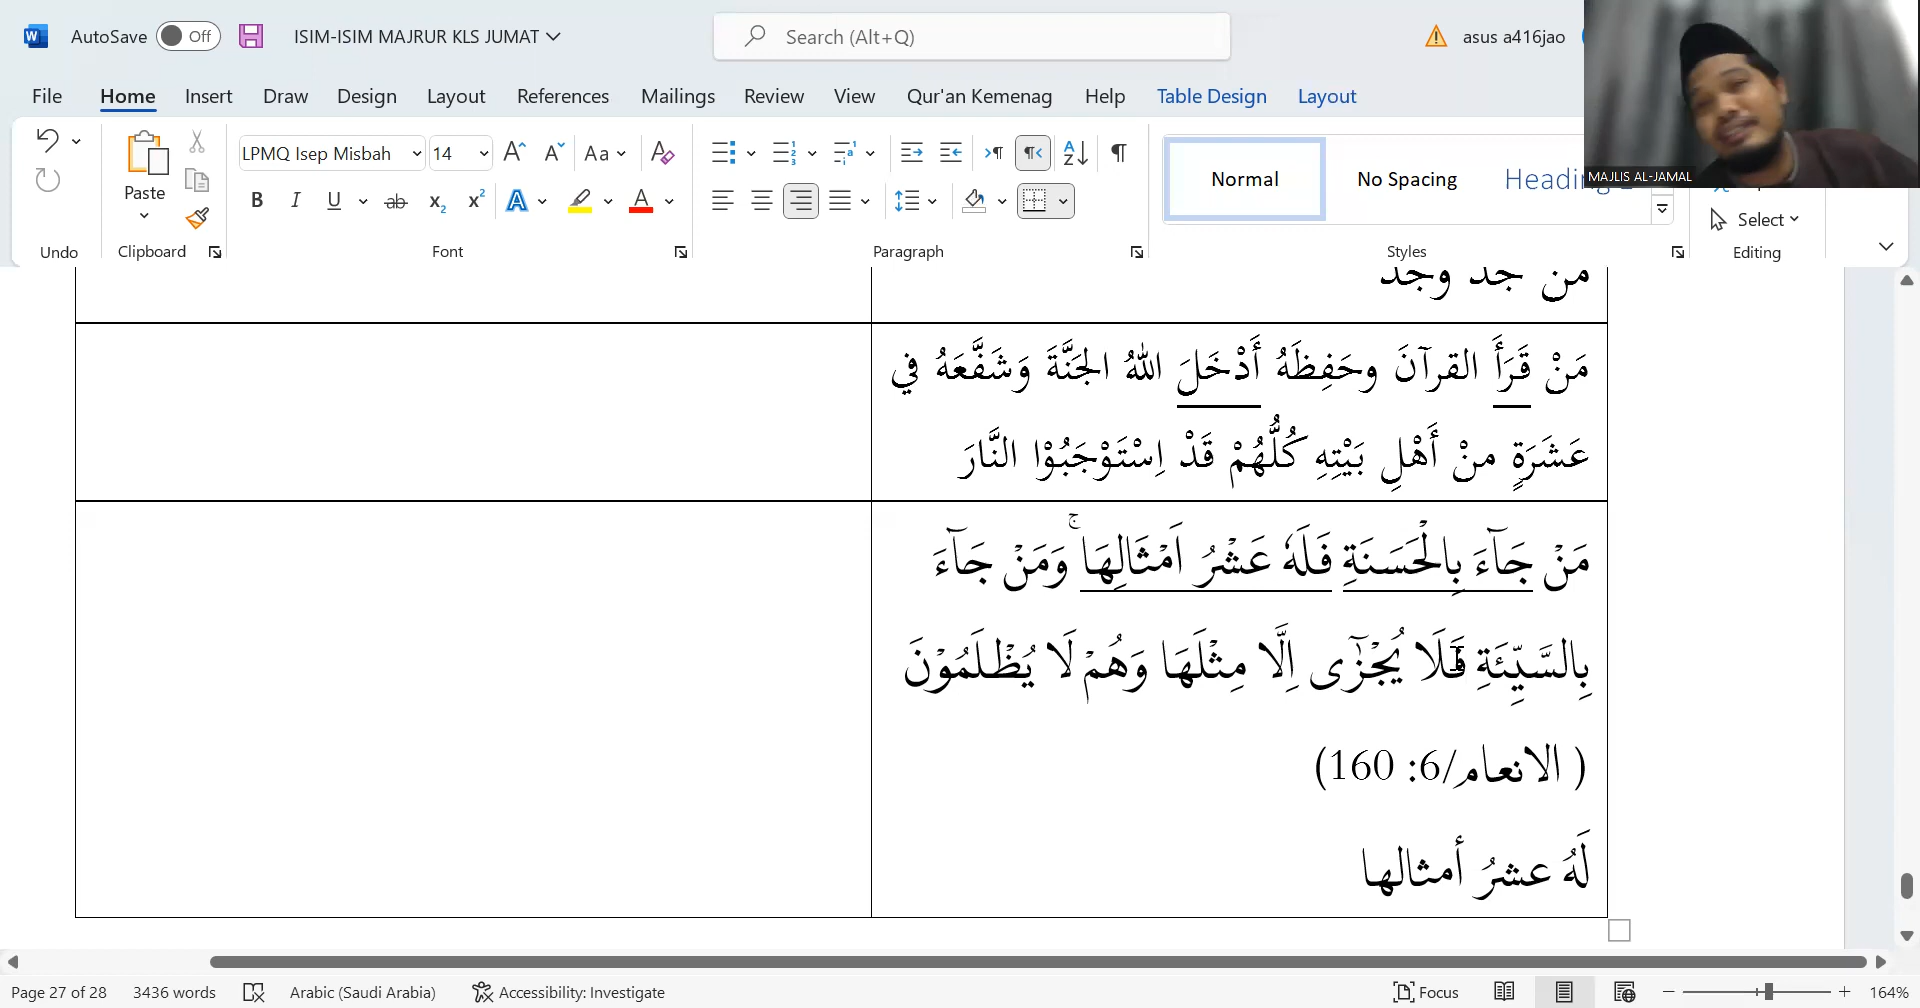 AutoSave Off ISIM-ISIM MAJRUR KLS JUMAT Search (Alt+Q) asus a416jao
File Home Insert Draw Design Layout References Mailings Review View Qur'an Kemenag Help Table Design Layout
MAJLIS AL-JAMAL
LPMQ Isep Misbah 14 Aa
Paste
Normal No Spacing Heading
Select
Undo Clipboard Font Paragraph Styles Editing
من جد وجد
مَنْ قَرَأَ القرآنَ وحَفِظَهُ أَدْخَلَ اللهُ الجَنَّةَ وَشَفَّعَهُ في
عَشَرَةٍ منْ أَهْلِ بَيْتِهِ كُلُّهُمْ قَدْ اِسْتَوْجَبُوْا النَّارَ
مَنْ جَاۤءَ بِالْحَسَنَةِ فَلَهٗ عَشْرُ اَمْثَالِهَاۚ وَمَنْ جَاۤءَ
بِالسَّيِّئَةِ فَلَا يُجْزٰٓى اِلَّا مِثْلَهَا وَهُمْ لَا يُظْلَمُوْنَ
( الانعام/6: 160)
لَهُ عشرُ أمثالها
Page 27 of 28 3436 words Arabic (Saudi Arabia) Accessibility: Investigate Focus 164%